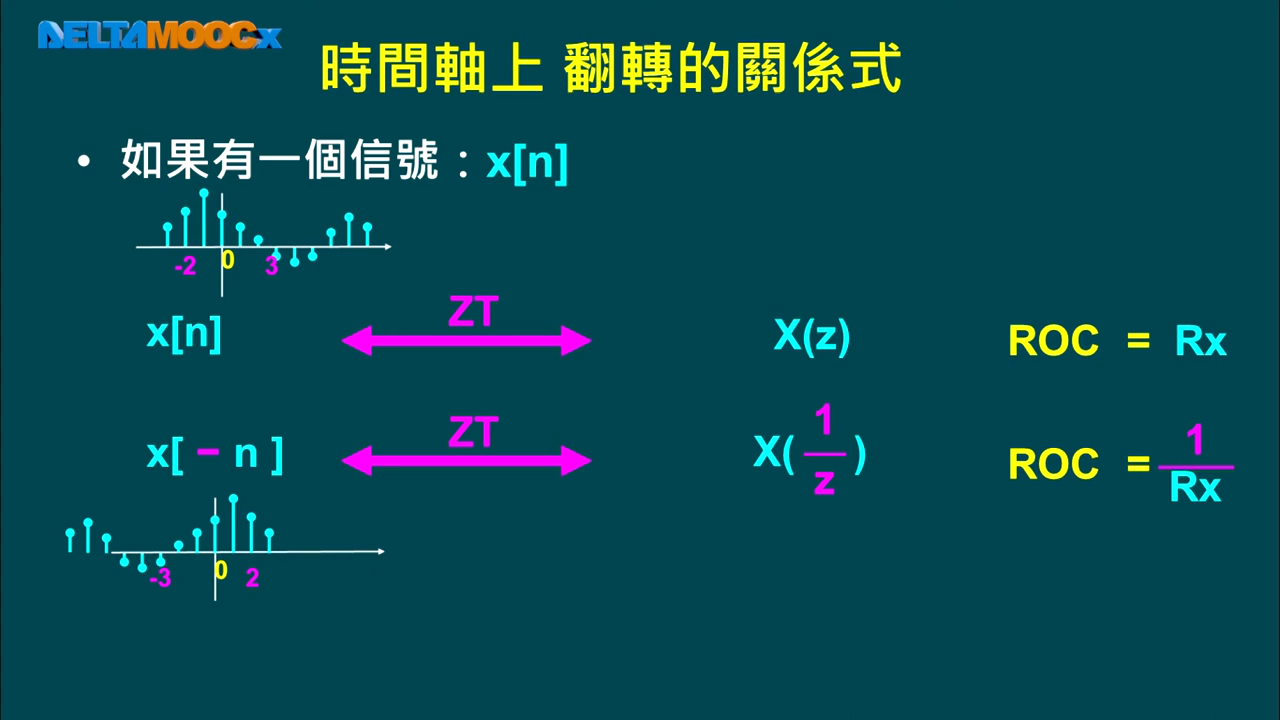 DELTAMOOCx
時間軸上 翻轉的關係式
• 如果有一個信號：x[n]
-2 0 3
x[n] ZT X(z) ROC = Rx
x[ - n ] ZT X( 1/z ) ROC = 1/Rx
-3 0 2